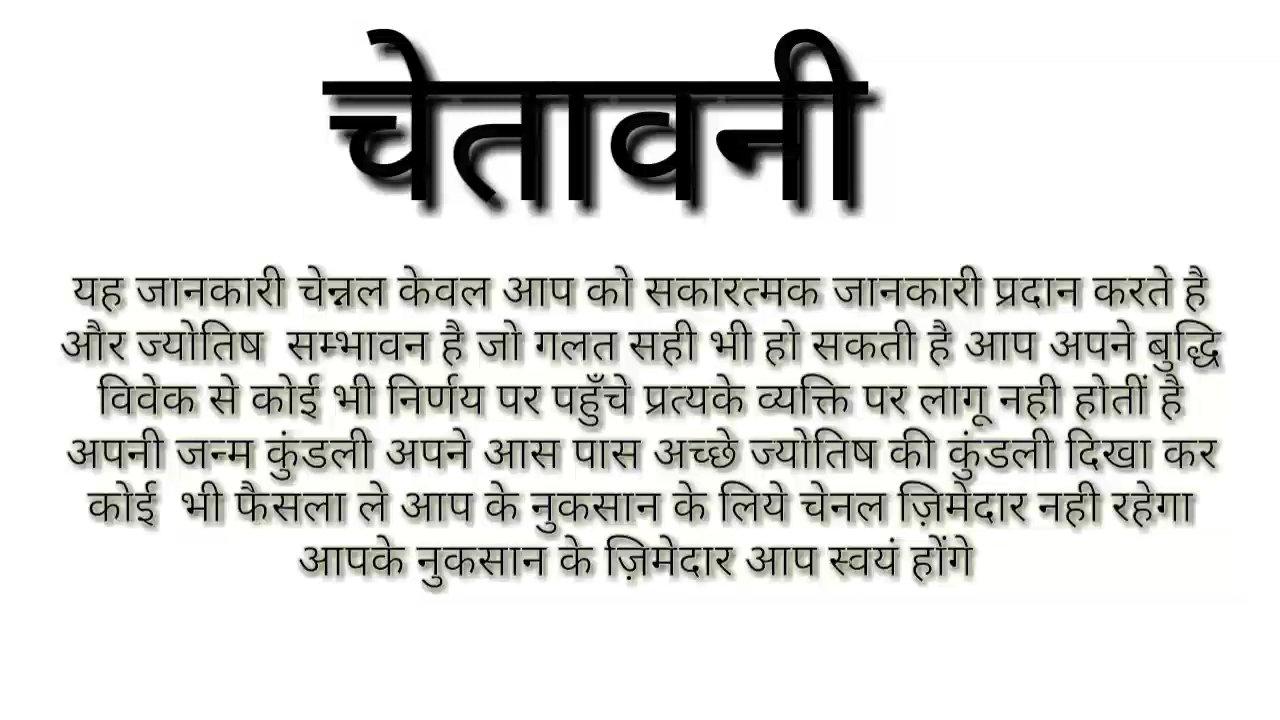 चेतावनी
यह जानकारी चेन्नल केवल आप को सकारत्मक जानकारी प्रदान करते है
और ज्योतिष सम्भावन है जो गलत सही भी हो सकती है आप अपने बुद्धि
विवेक से कोई भी निर्णय पर पहुँचे प्रत्यके व्यक्ति पर लागू नही होतीं है
अपनी जन्म कुंडली अपने आस पास अच्छे ज्योतिष की कुंडली दिखा कर
कोई भी फैसला ले आप के नुकसान के लिये चेनल ज़िमेदार नही रहेगा
आपके नुकसान के ज़िमेदार आप स्वयं होंगे